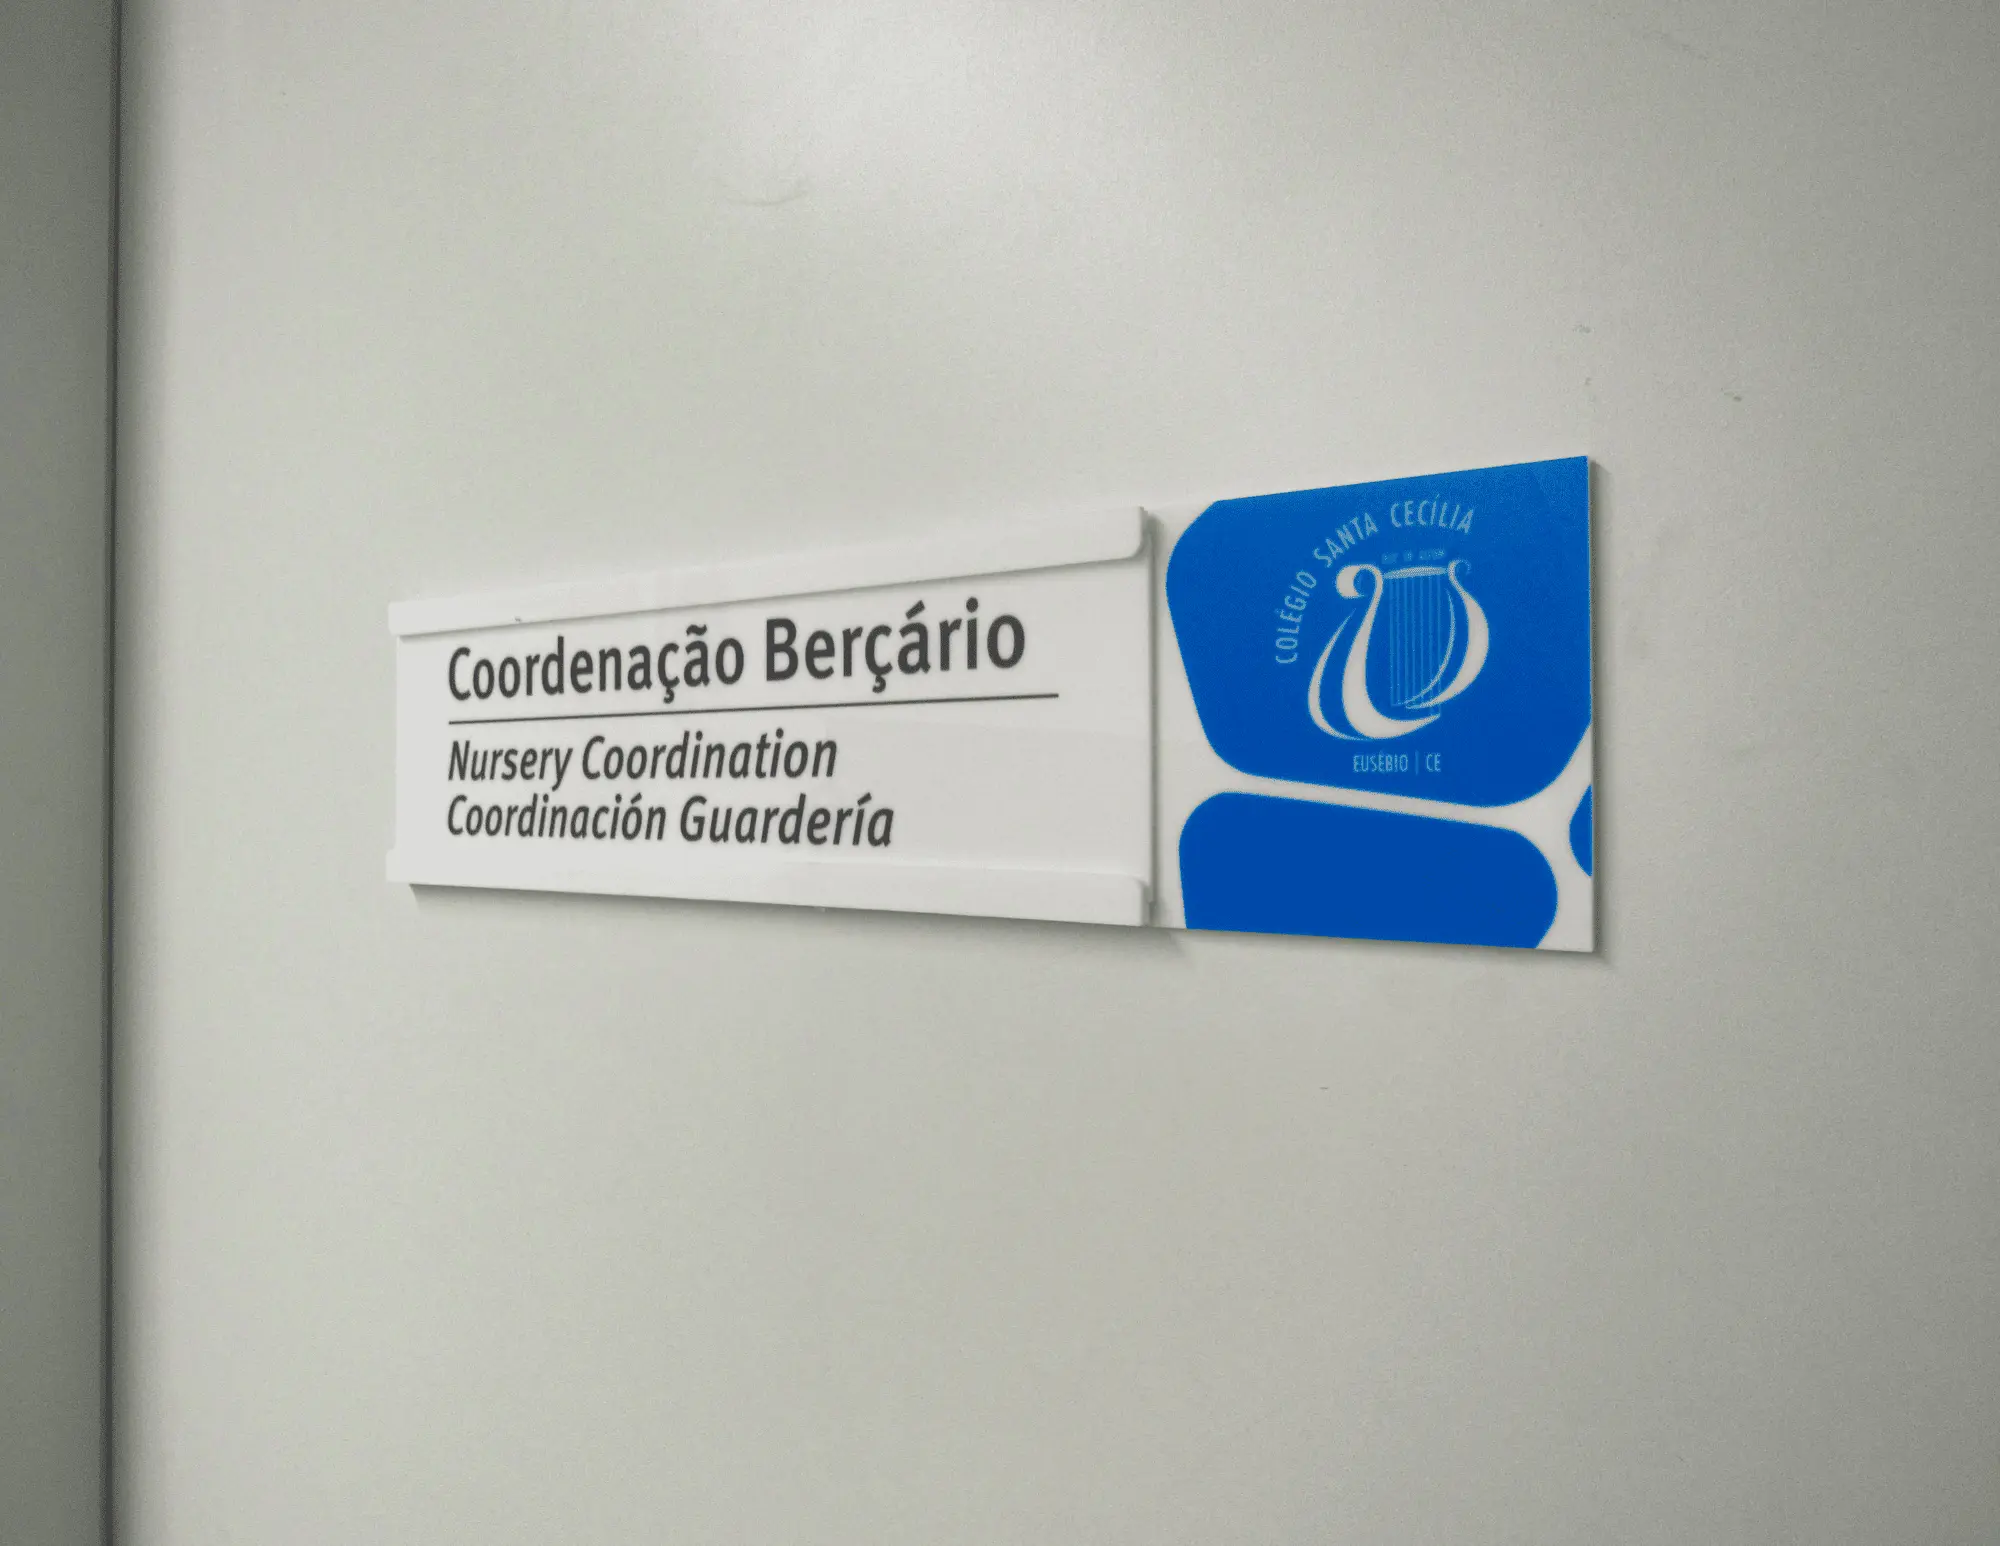 Coordenação Berçário
Nursery Coordination
Coordinación Guardería
COLÉGIO SANTA CECÍLIA
EUSÉBIO | CE